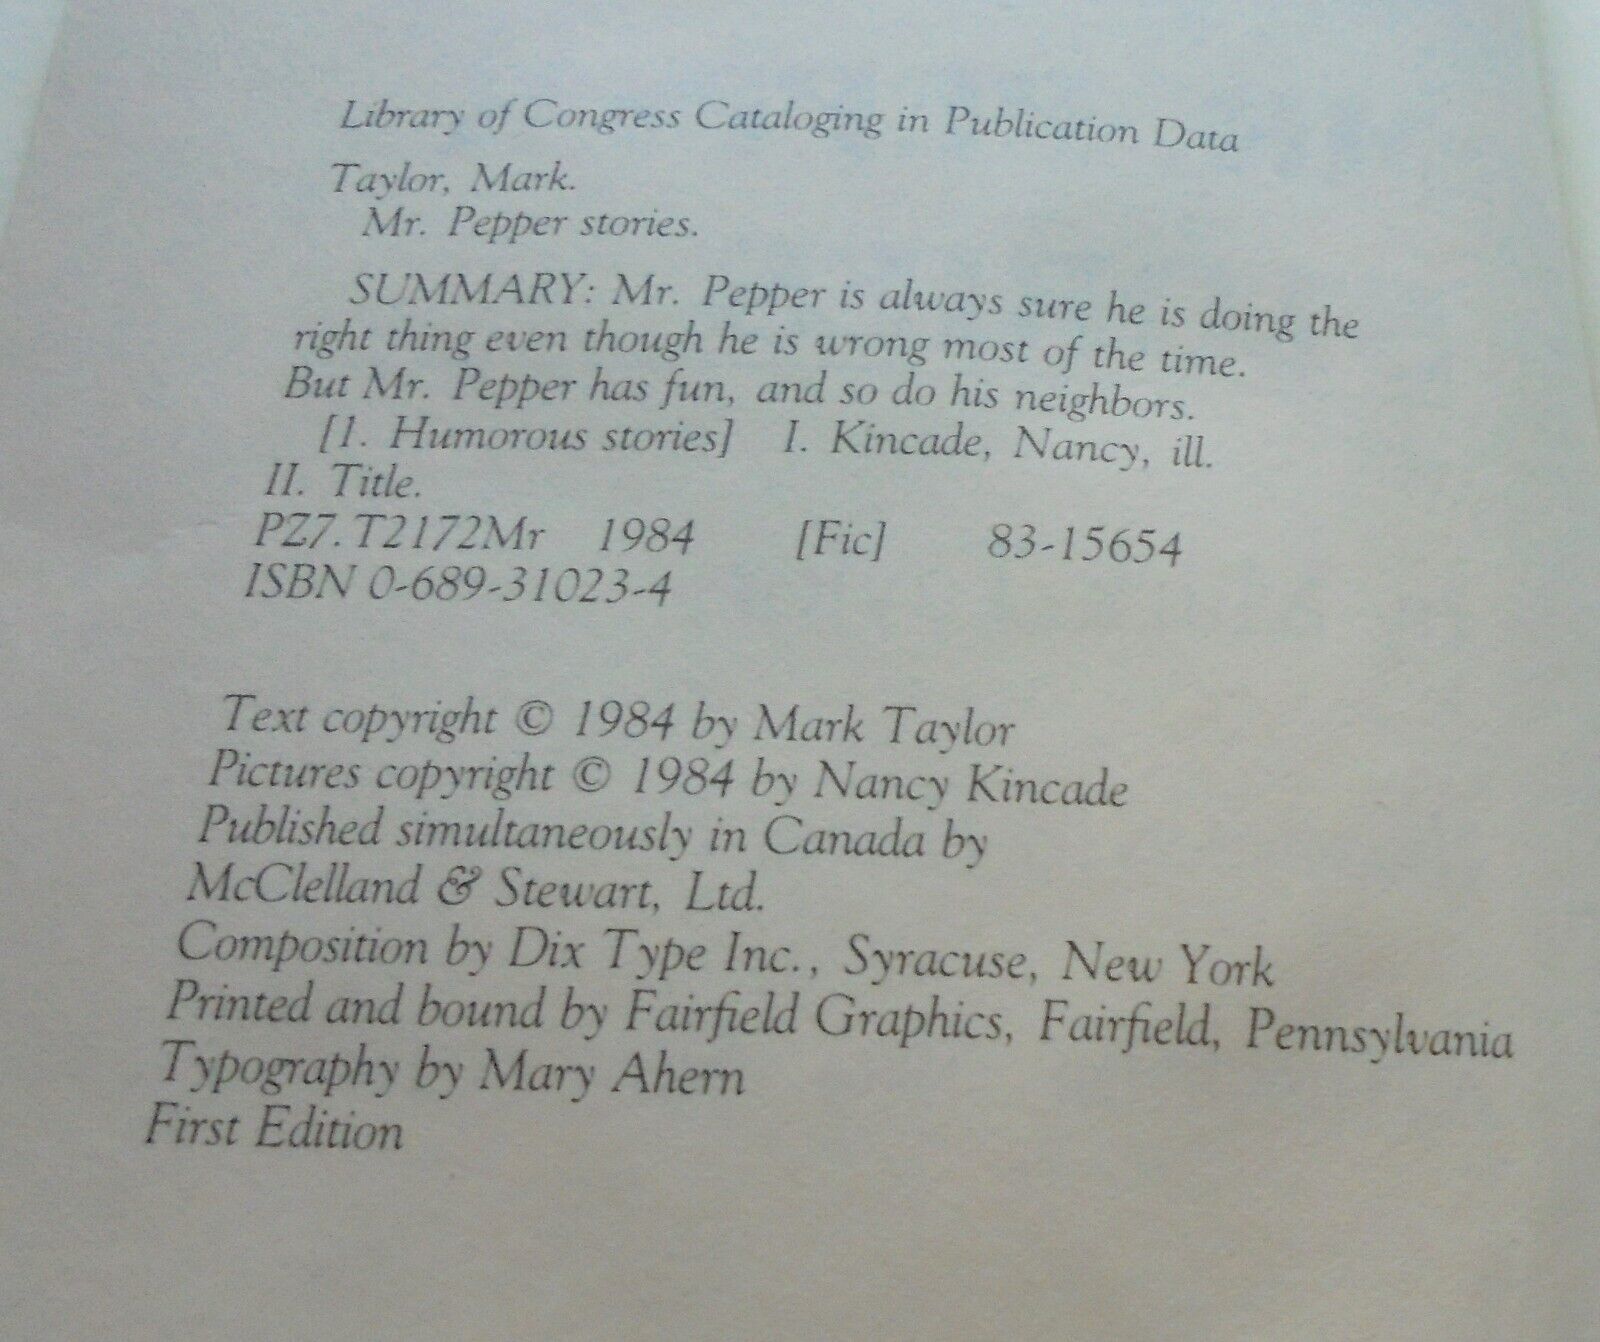 Library of Congress Cataloging in Publication Data
Taylor, Mark.
Mr. Pepper stories.
SUMMARY: Mr. Pepper is always sure he is doing the
right thing even though he is wrong most of the time.
But Mr. Pepper has fun, and so do his neighbors.
[1. Humorous stories] I. Kincade, Nancy, ill.
II. Title.
PZ7.T2172Mr 1984 [Fic] 83-15654
ISBN 0-689-31023-4
Text copyright © 1984 by Mark Taylor
Pictures copyright © 1984 by Nancy Kincade
Published simultaneously in Canada by
McClelland & Stewart, Ltd.
Composition by Dix Type Inc., Syracuse, New York
Printed and bound by Fairfield Graphics, Fairfield, Pennsylvania
Typography by Mary Ahern
First Edition